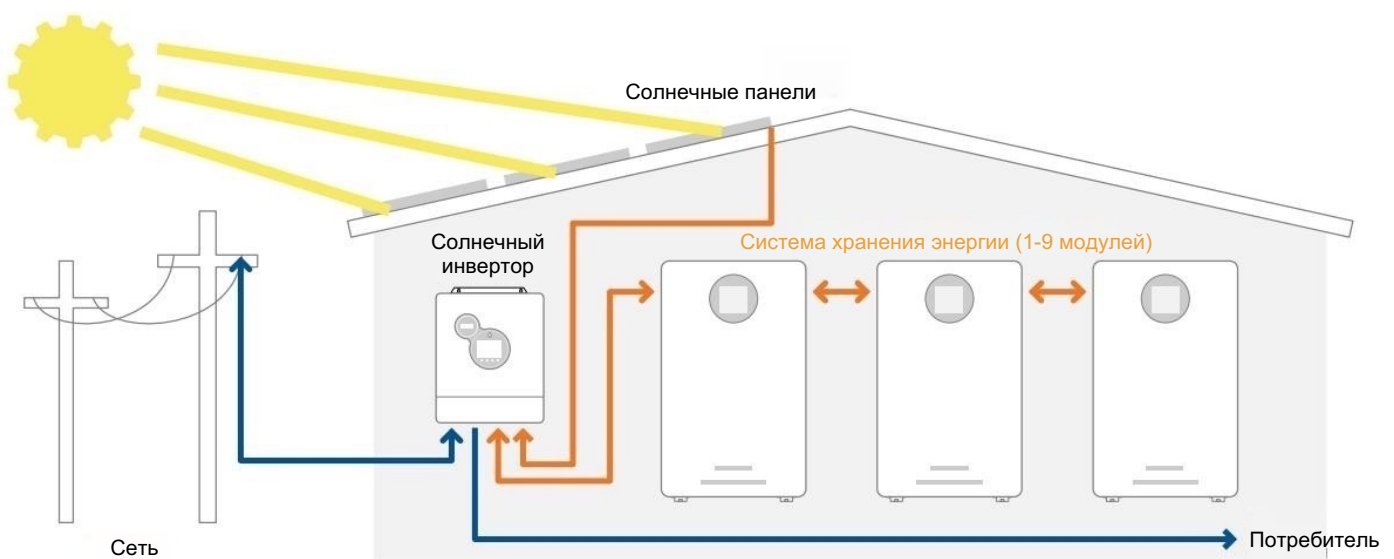 Солнечные панели
Солнечный
инвертор
Система хранения энергии (1-9 модулей)
Сеть
Потребитель